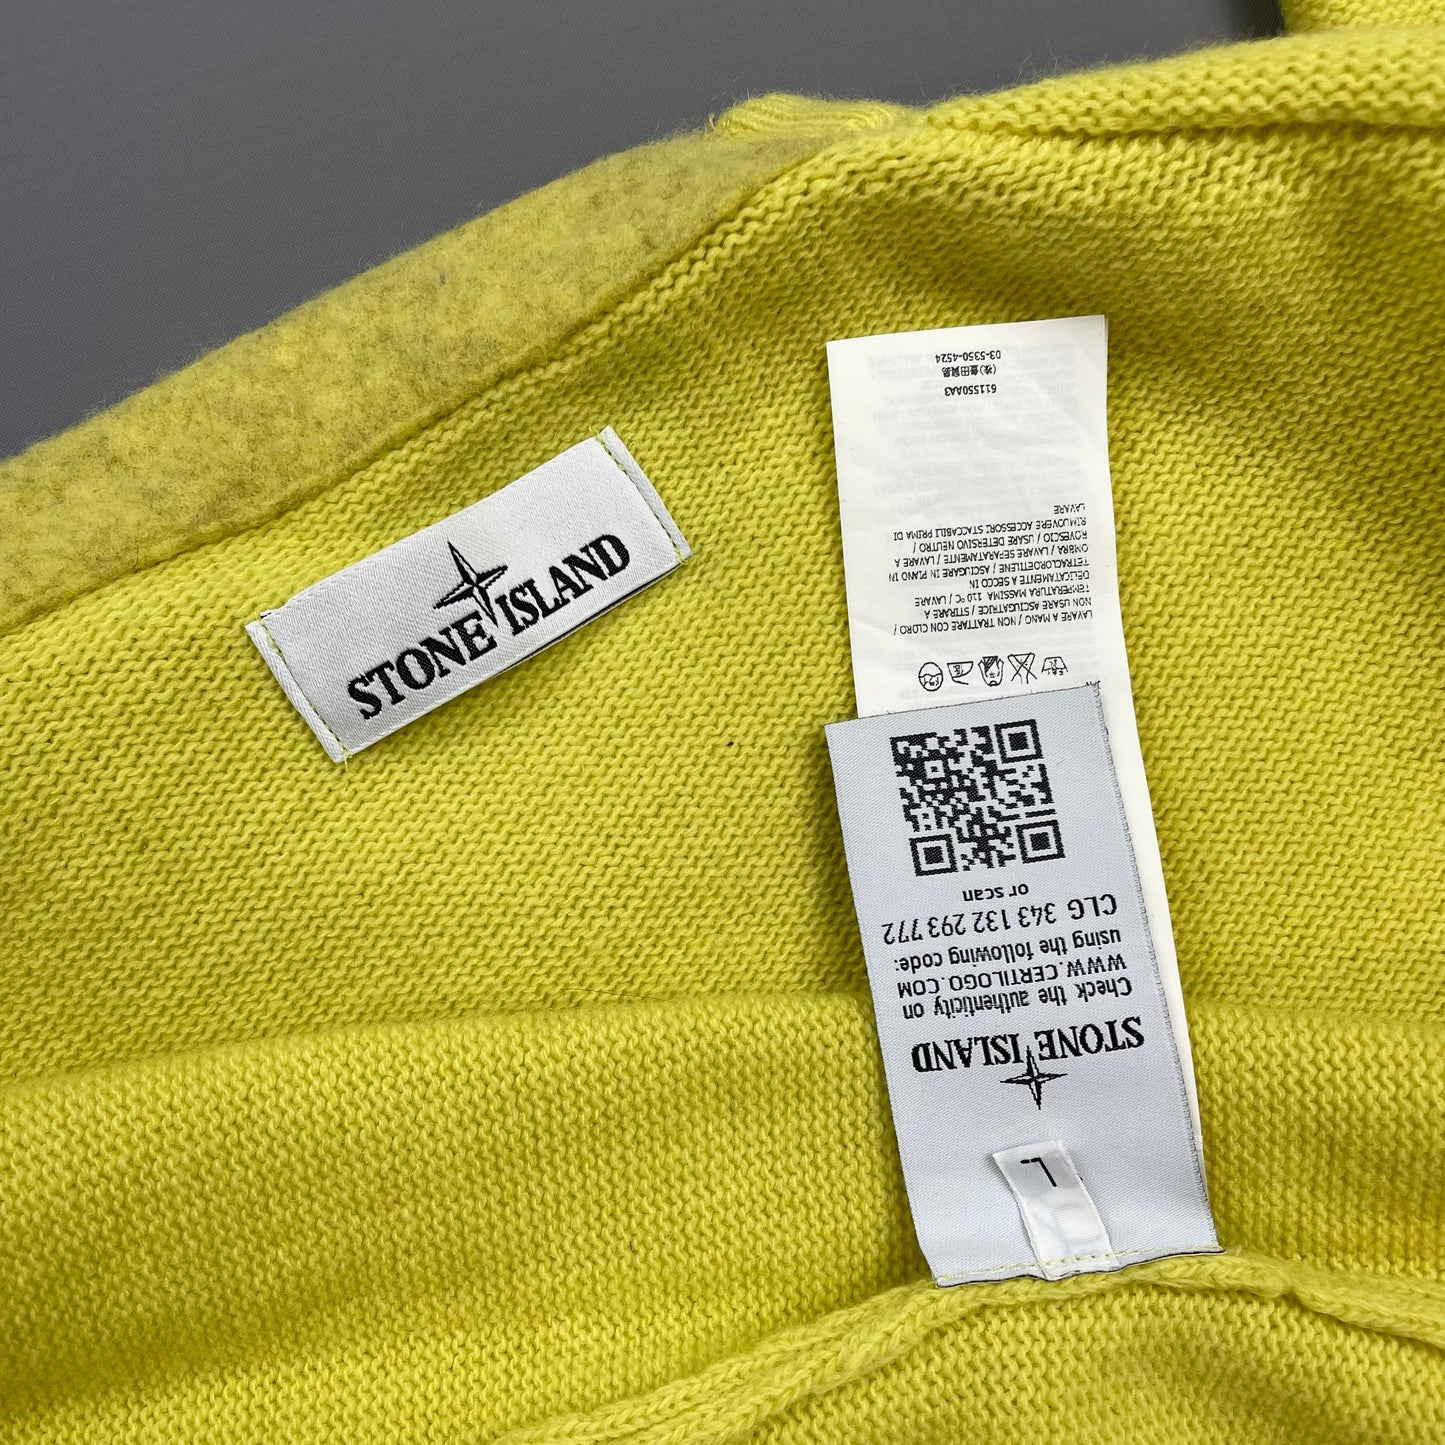 STONE ISLAND
03-5350-4524
611550AA3
LAVARE A MANO / NON TRATTARE CON CLORO /
NON USARE ASCIUGATRICE / STIRARE A
TEMPERATURA MASSIMA 110 °C / LAVARE
DELICATAMENTE A SECCO IN
TETRACLOROETILENE / ASCIUGARE IN PIANO IN
OMBRA / LAVARE SEPARATAMENTE / LAVARE A
ROVESCIO / USARE DETERSIVO NEUTRO /
RIMUOVERE ACCESSORI STACCABILI PRIMA DI
LAVARE
L
STONE ISLAND
Check the authenticity on
WWW.CERTILOGO.COM
using the following code:
CLG 343 132 293 772
or scan